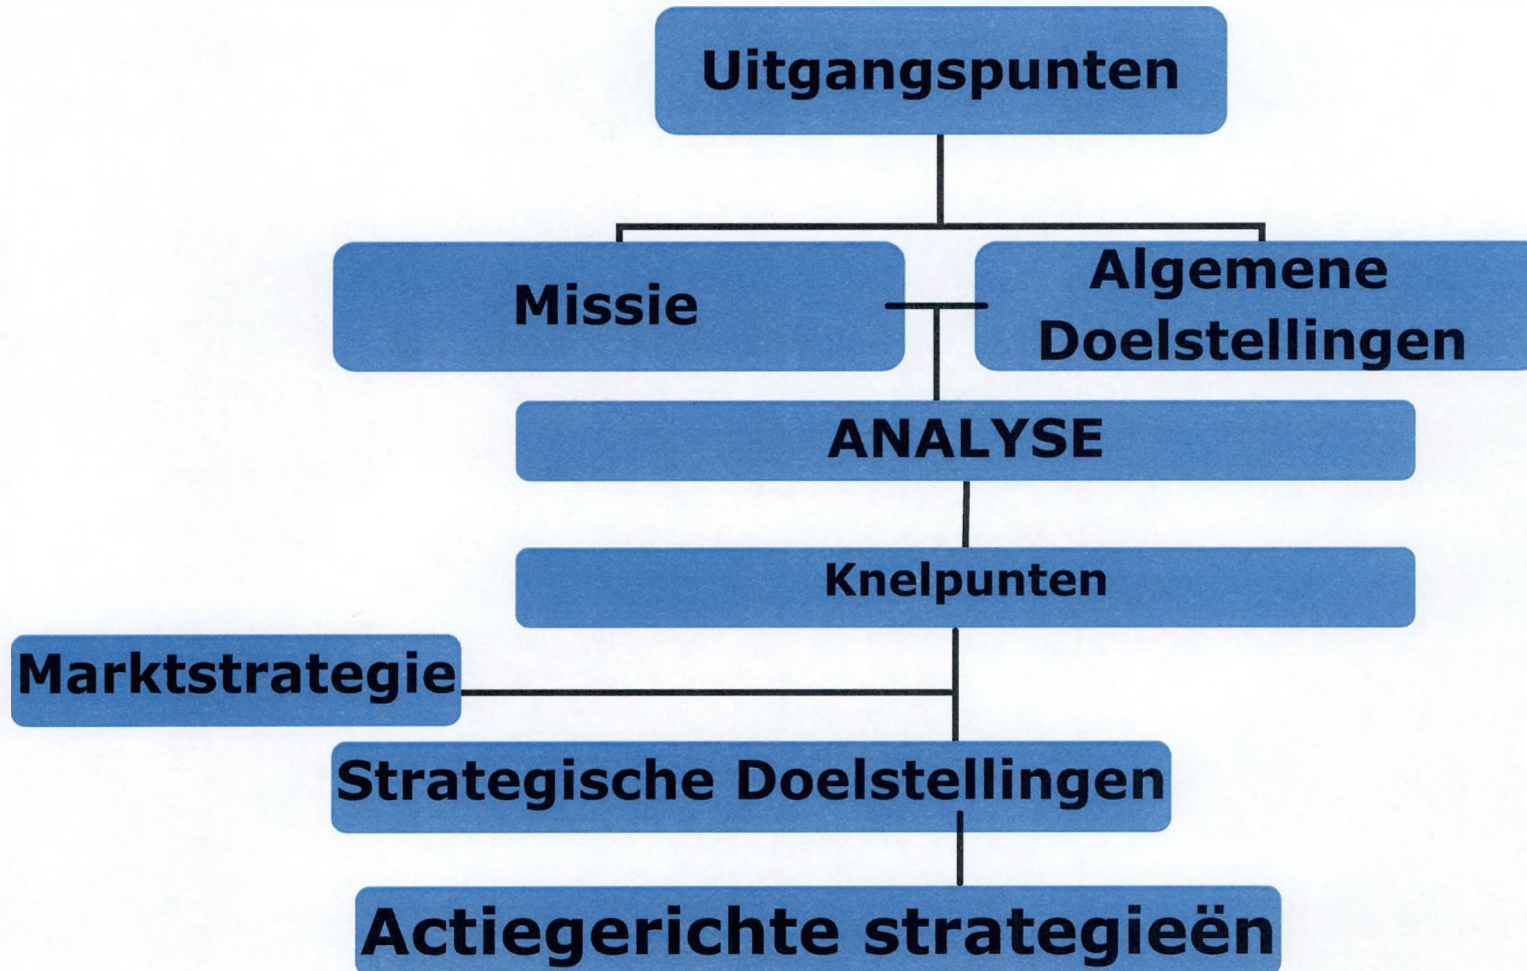 Uitgangspunten
Missie
Algemene
Doelstellingen
ANALYSE
Knelpunten
Marktstrategie
Strategische Doelstellingen
Actiegerichte strategieën